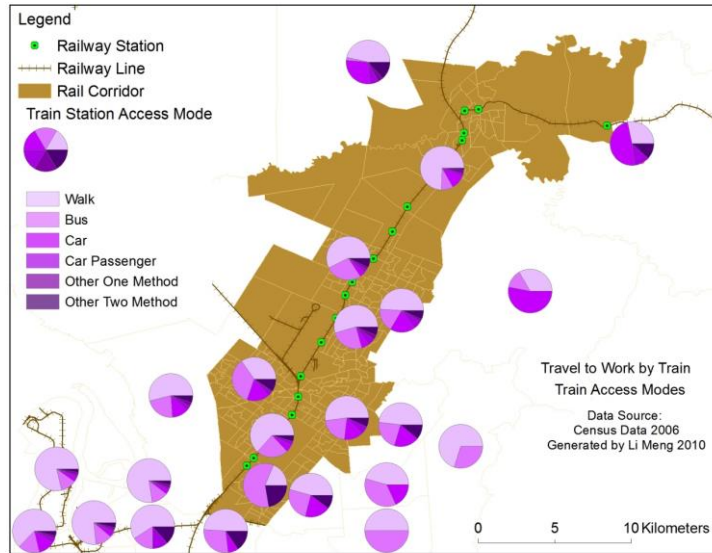 Legend
Railway Station
Railway Line
Rail Corridor
Train Station Access Mode
Walk
Bus
Car
Car Passenger
Other One Method
Other Two Method
Travel to Work by Train
Train Access Modes
Data Source:
Census Data 2006
Generated by Li Meng 2010
0 5 10 Kilometers